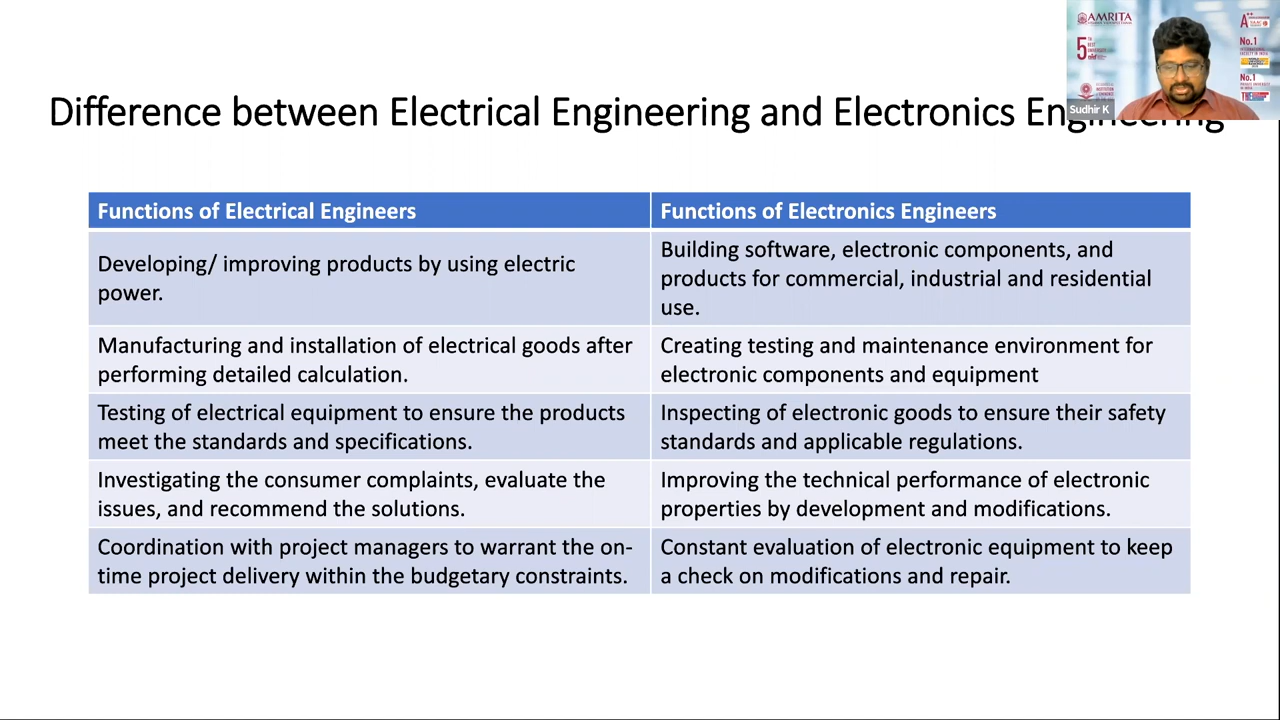 AMRITA
5
No.1
No.1
Sudhir K
Difference between Electrical Engineering and Electronics Engineering
Functions of Electrical Engineers
Functions of Electronics Engineers
Developing/ improving products by using electric
power.
Building software, electronic components, and
products for commercial, industrial and residential
use.
Manufacturing and installation of electrical goods after
performing detailed calculation.
Creating testing and maintenance environment for
electronic components and equipment
Testing of electrical equipment to ensure the products
meet the standards and specifications.
Inspecting of electronic goods to ensure their safety
standards and applicable regulations.
Investigating the consumer complaints, evaluate the
issues, and recommend the solutions.
Improving the technical performance of electronic
properties by development and modifications.
Coordination with project managers to warrant the on-
time project delivery within the budgetary constraints.
Constant evaluation of electronic equipment to keep
a check on modifications and repair.